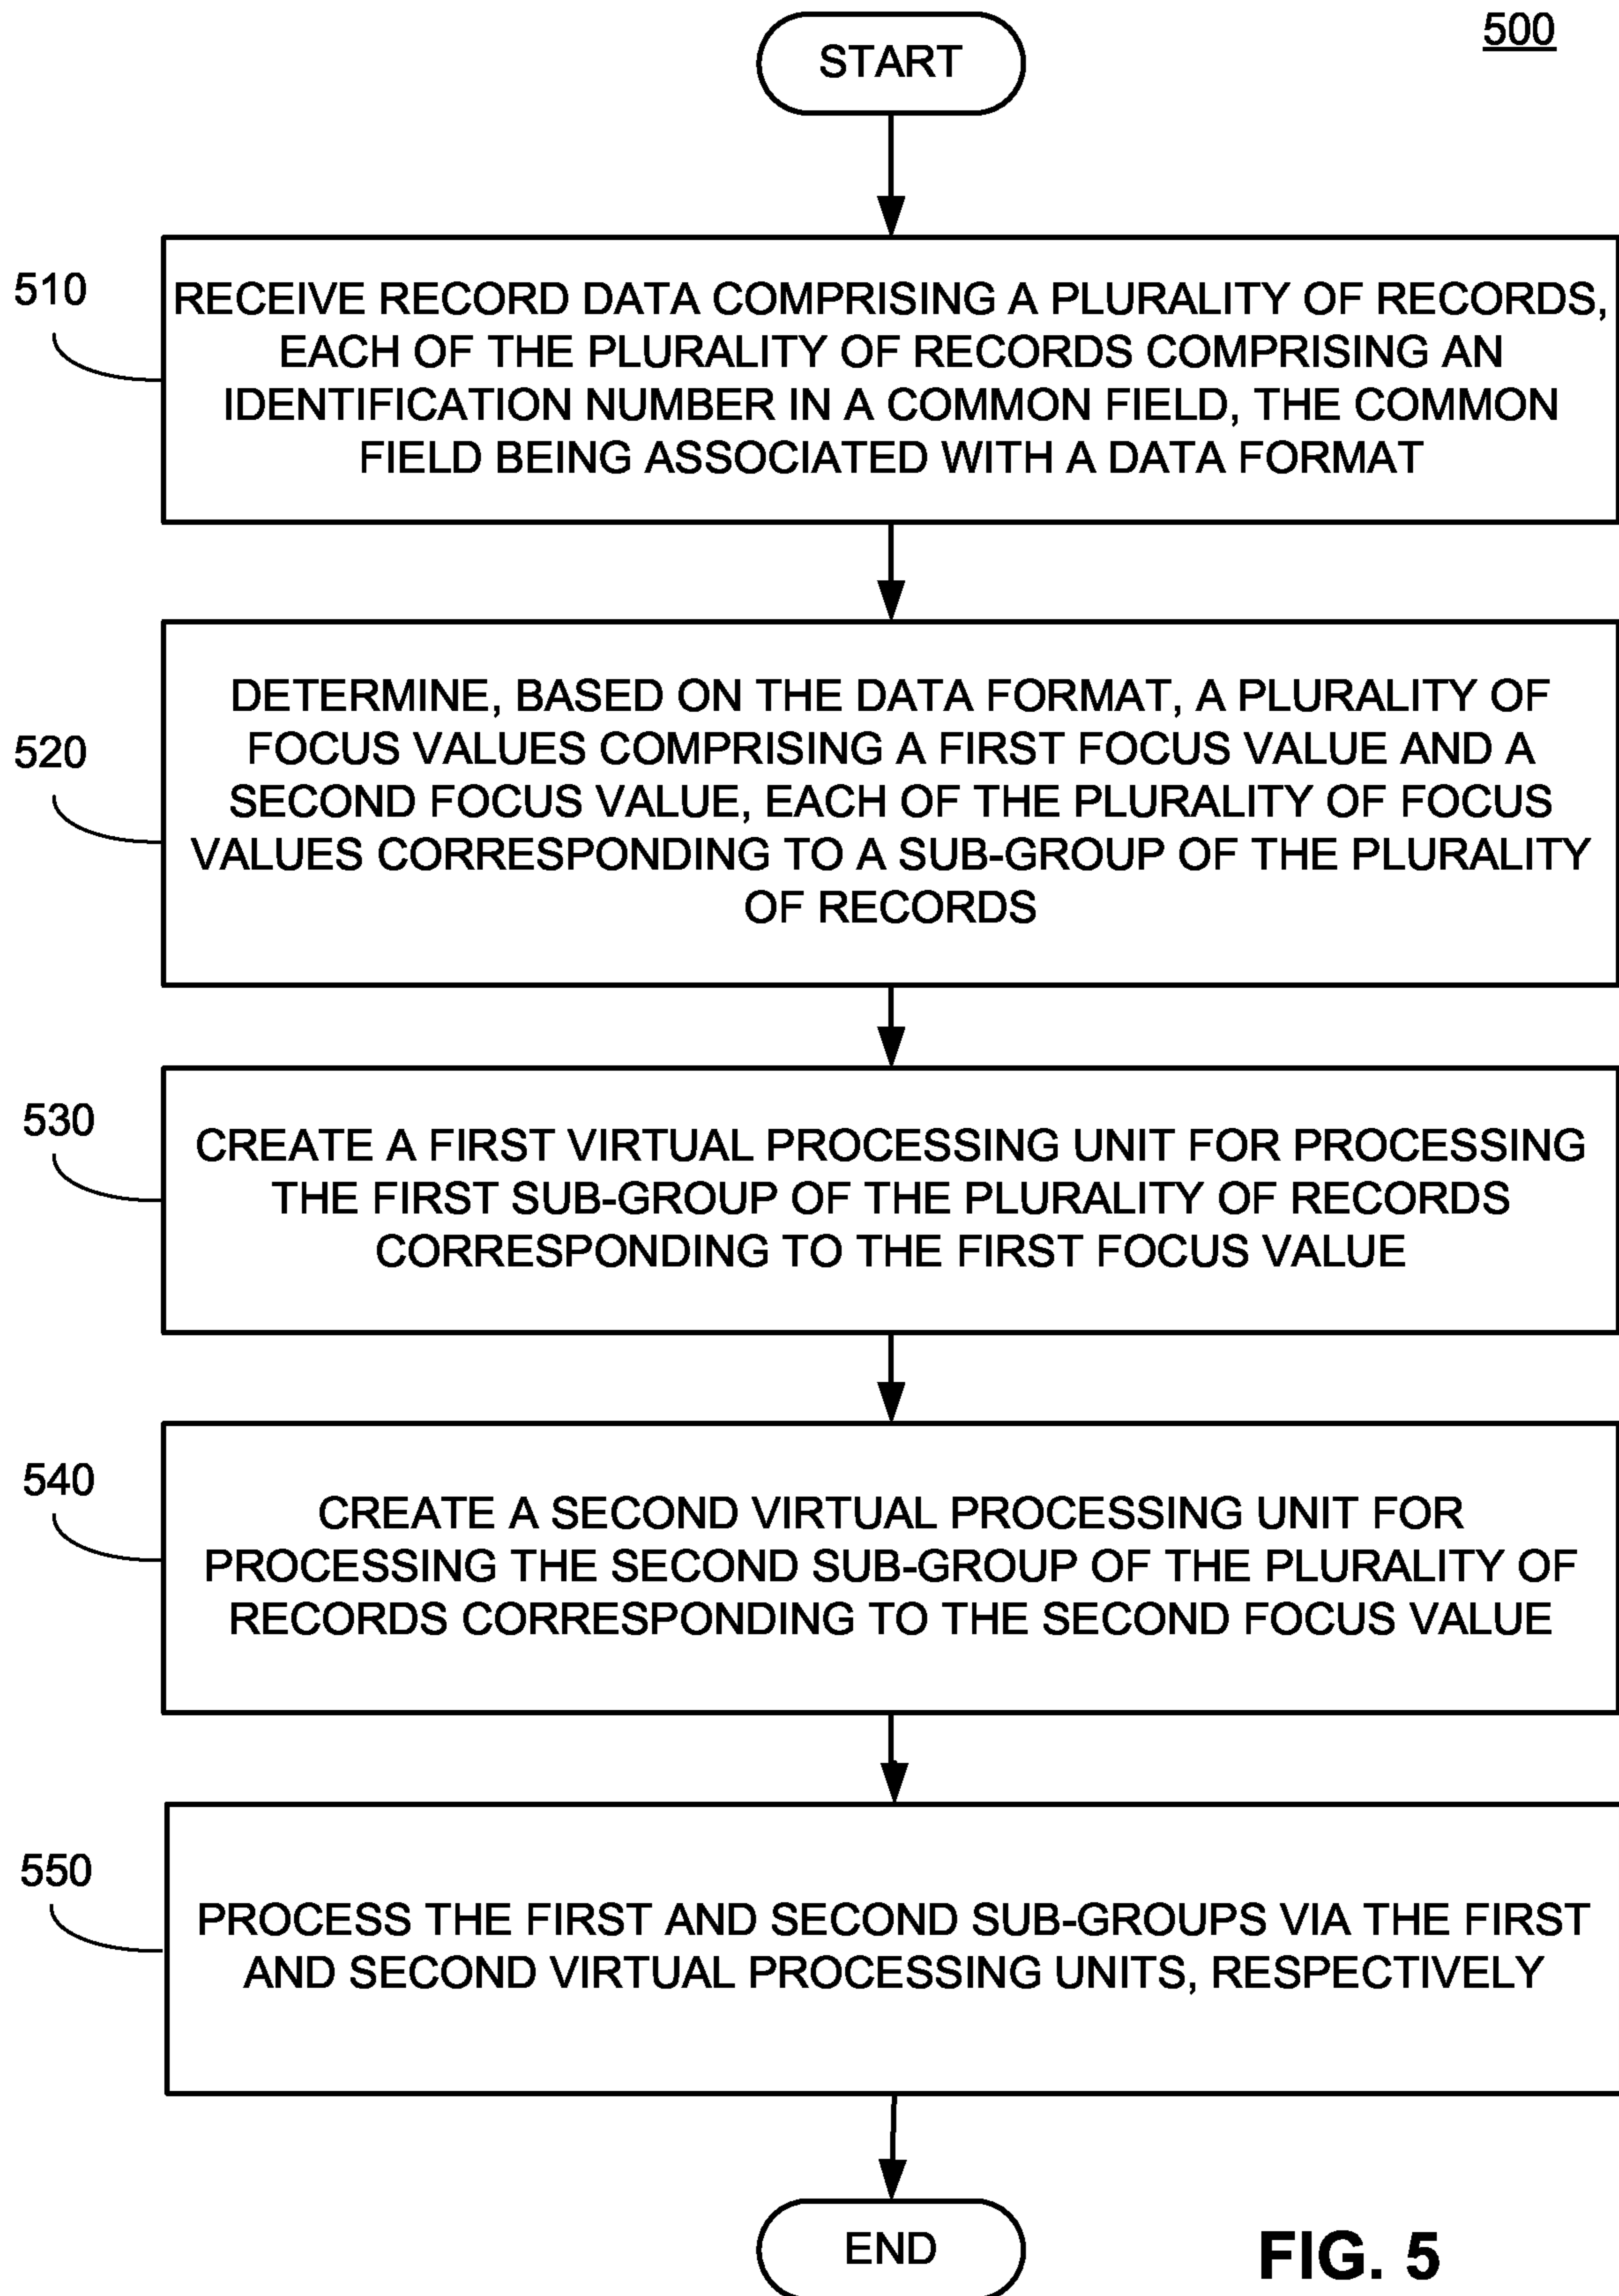 500
START
510
RECEIVE RECORD DATA COMPRISING A PLURALITY OF RECORDS,
EACH OF THE PLURALITY OF RECORDS COMPRISING AN
IDENTIFICATION NUMBER IN A COMMON FIELD, THE COMMON
FIELD BEING ASSOCIATED WITH A DATA FORMAT
520
DETERMINE, BASED ON THE DATA FORMAT, A PLURALITY OF
FOCUS VALUES COMPRISING A FIRST FOCUS VALUE AND A
SECOND FOCUS VALUE, EACH OF THE PLURALITY OF FOCUS
VALUES CORRESPONDING TO A SUB-GROUP OF THE PLURALITY
OF RECORDS
530
CREATE A FIRST VIRTUAL PROCESSING UNIT FOR PROCESSING
THE FIRST SUB-GROUP OF THE PLURALITY OF RECORDS
CORRESPONDING TO THE FIRST FOCUS VALUE
540
CREATE A SECOND VIRTUAL PROCESSING UNIT FOR
PROCESSING THE SECOND SUB-GROUP OF THE PLURALITY OF
RECORDS CORRESPONDING TO THE SECOND FOCUS VALUE
550
PROCESS THE FIRST AND SECOND SUB-GROUPS VIA THE FIRST
AND SECOND VIRTUAL PROCESSING UNITS, RESPECTIVELY
END
FIG. 5